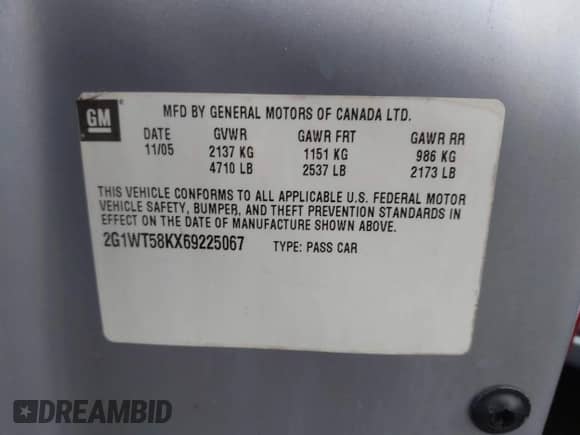 GM
MFD BY GENERAL MOTORS OF CANADA LTD.
DATE GVWR GAWR FRT GAWR RR
11/05 2137 KG 1151 KG 986 KG
4710 LB 2537 LB 2173 LB
THIS VEHICLE CONFORMS TO ALL APPLICABLE U.S. FEDERAL MOTOR
VEHICLE SAFETY, BUMPER, AND THEFT PREVENTION STANDARDS IN
EFFECT ON THE DATE OF MANUFACTURE SHOWN ABOVE.
2G1WT58KX69225067 TYPE: PASS CAR
DREAMBID